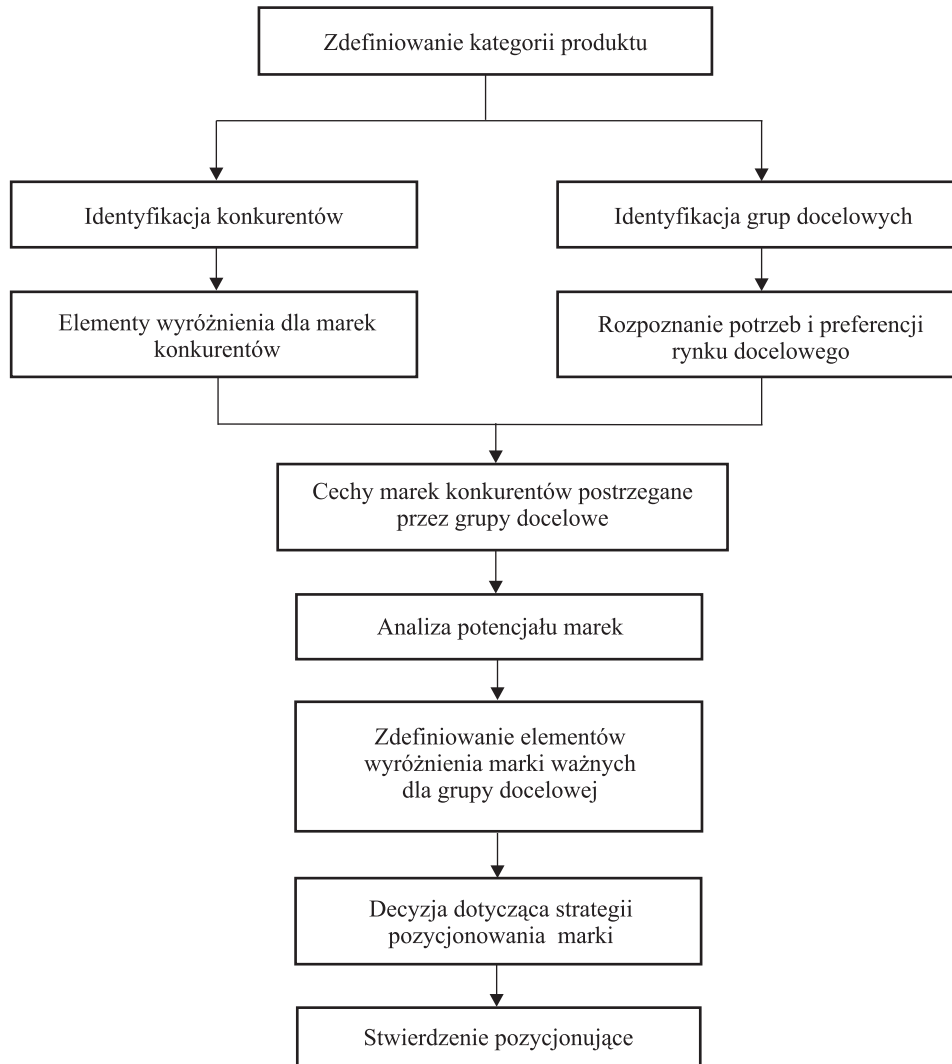 Zdefiniowanie kategorii produktu
Identyfikacja konkurentów
Identyfikacja grup docelowych
Elementy wyróżnienia dla marek
konkurentów
Rozpoznanie potrzeb i preferencji
rynku docelowego
Cechy marek konkurentów postrzegane
przez grupy docelowe
Analiza potencjału marek
Zdefiniowanie elementów
wyróżnienia marki ważnych
dla grupy docelowej
Decyzja dotycząca strategii
pozycjonowania marki
Stwierdzenie pozycjonujące